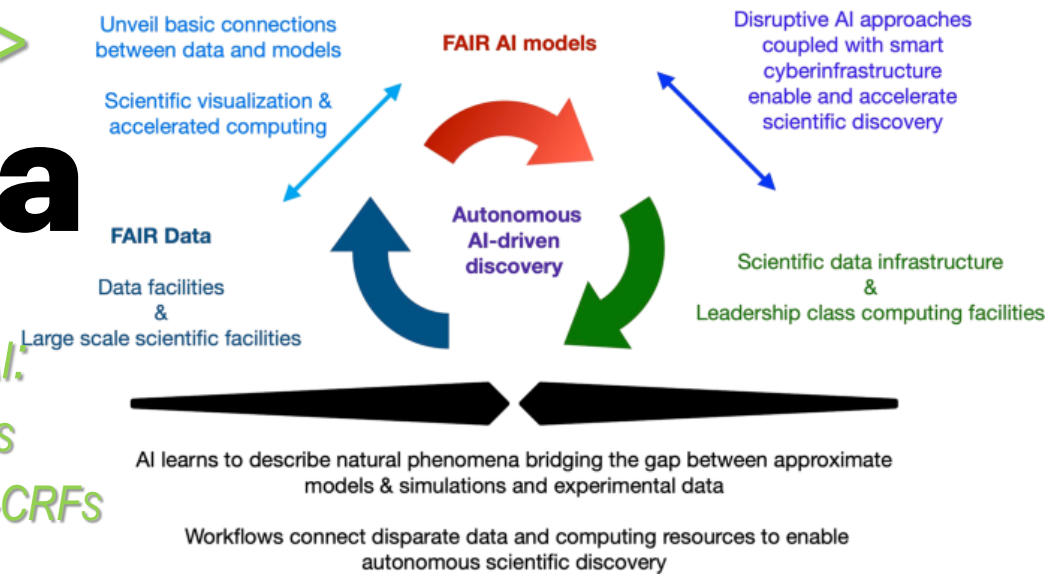 Unveil basic connections
between data and models
Scientific visualization &
accelerated computing
FAIR AI models
Disruptive AI approaches
coupled with smart
cyberinfrastructure
enable and accelerate
scientific discovery
>
a
FAIR Data
Data facilities
&
Large scale scientific facilities
Autonomous
AI-driven
discovery
Scientific data infrastructure
&
Leadership class computing facilities
I:
s
CRFs
AI learns to describe natural phenomena bridging the gap between approximate
models & simulations and experimental data
Workflows connect disparate data and computing resources to enable
autonomous scientific discovery